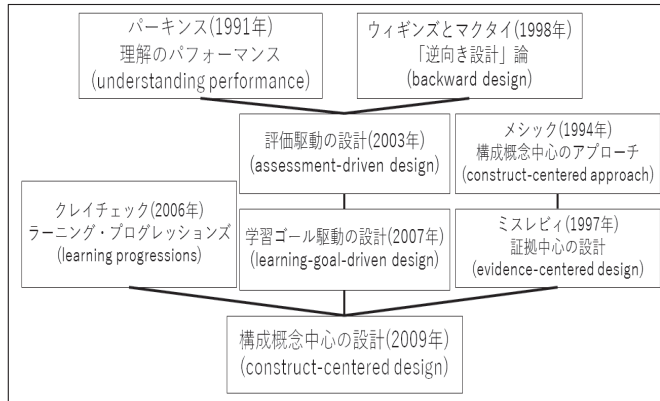 パーキンス(1991年)
理解のパフォーマンス
(understanding performance)
ウィギンズとマクタイ(1998年)
「逆向き設計」論
(backward design)
評価駆動の設計(2003年)
(assessment-driven design)
メシック(1994年)
構成概念中心のアプローチ
(construct-centered approach)
クレイチェック(2006年)
ラーニング・プログレッションズ
(learning progressions)
学習ゴール駆動の設計(2007年)
(learning-goal-driven design)
ミスレビィ(1997年)
証拠中心の設計
(evidence-centered design)
構成概念中心の設計(2009年)
(construct-centered design)